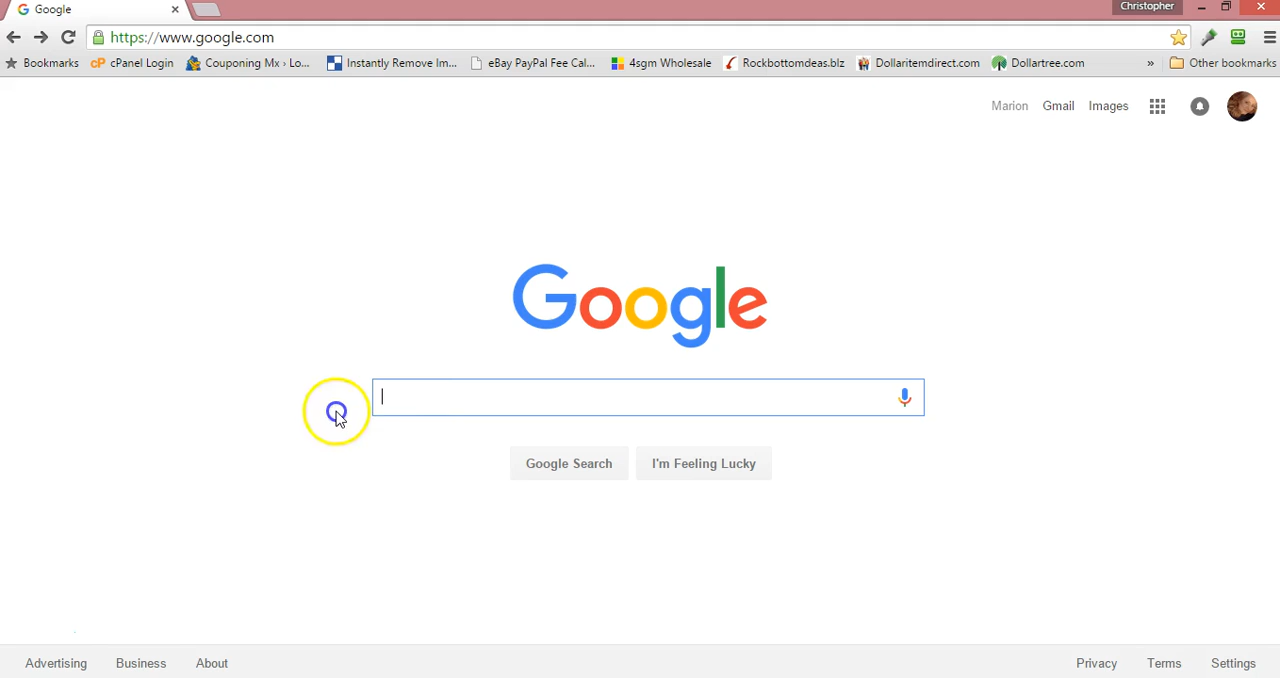 Google
Christopher
https://www.google.com
Bookmarks cPanel Login Couponing Mx › Lo... Instantly Remove Im... eBay PayPal Fee Cal... 4sgm Wholesale Rockbottomdeas.blz Dollaritemdirect.com Dollartree.com » Other bookmarks
Marion Gmail Images
Google
Google Search I'm Feeling Lucky
Advertising Business About Privacy Terms Settings